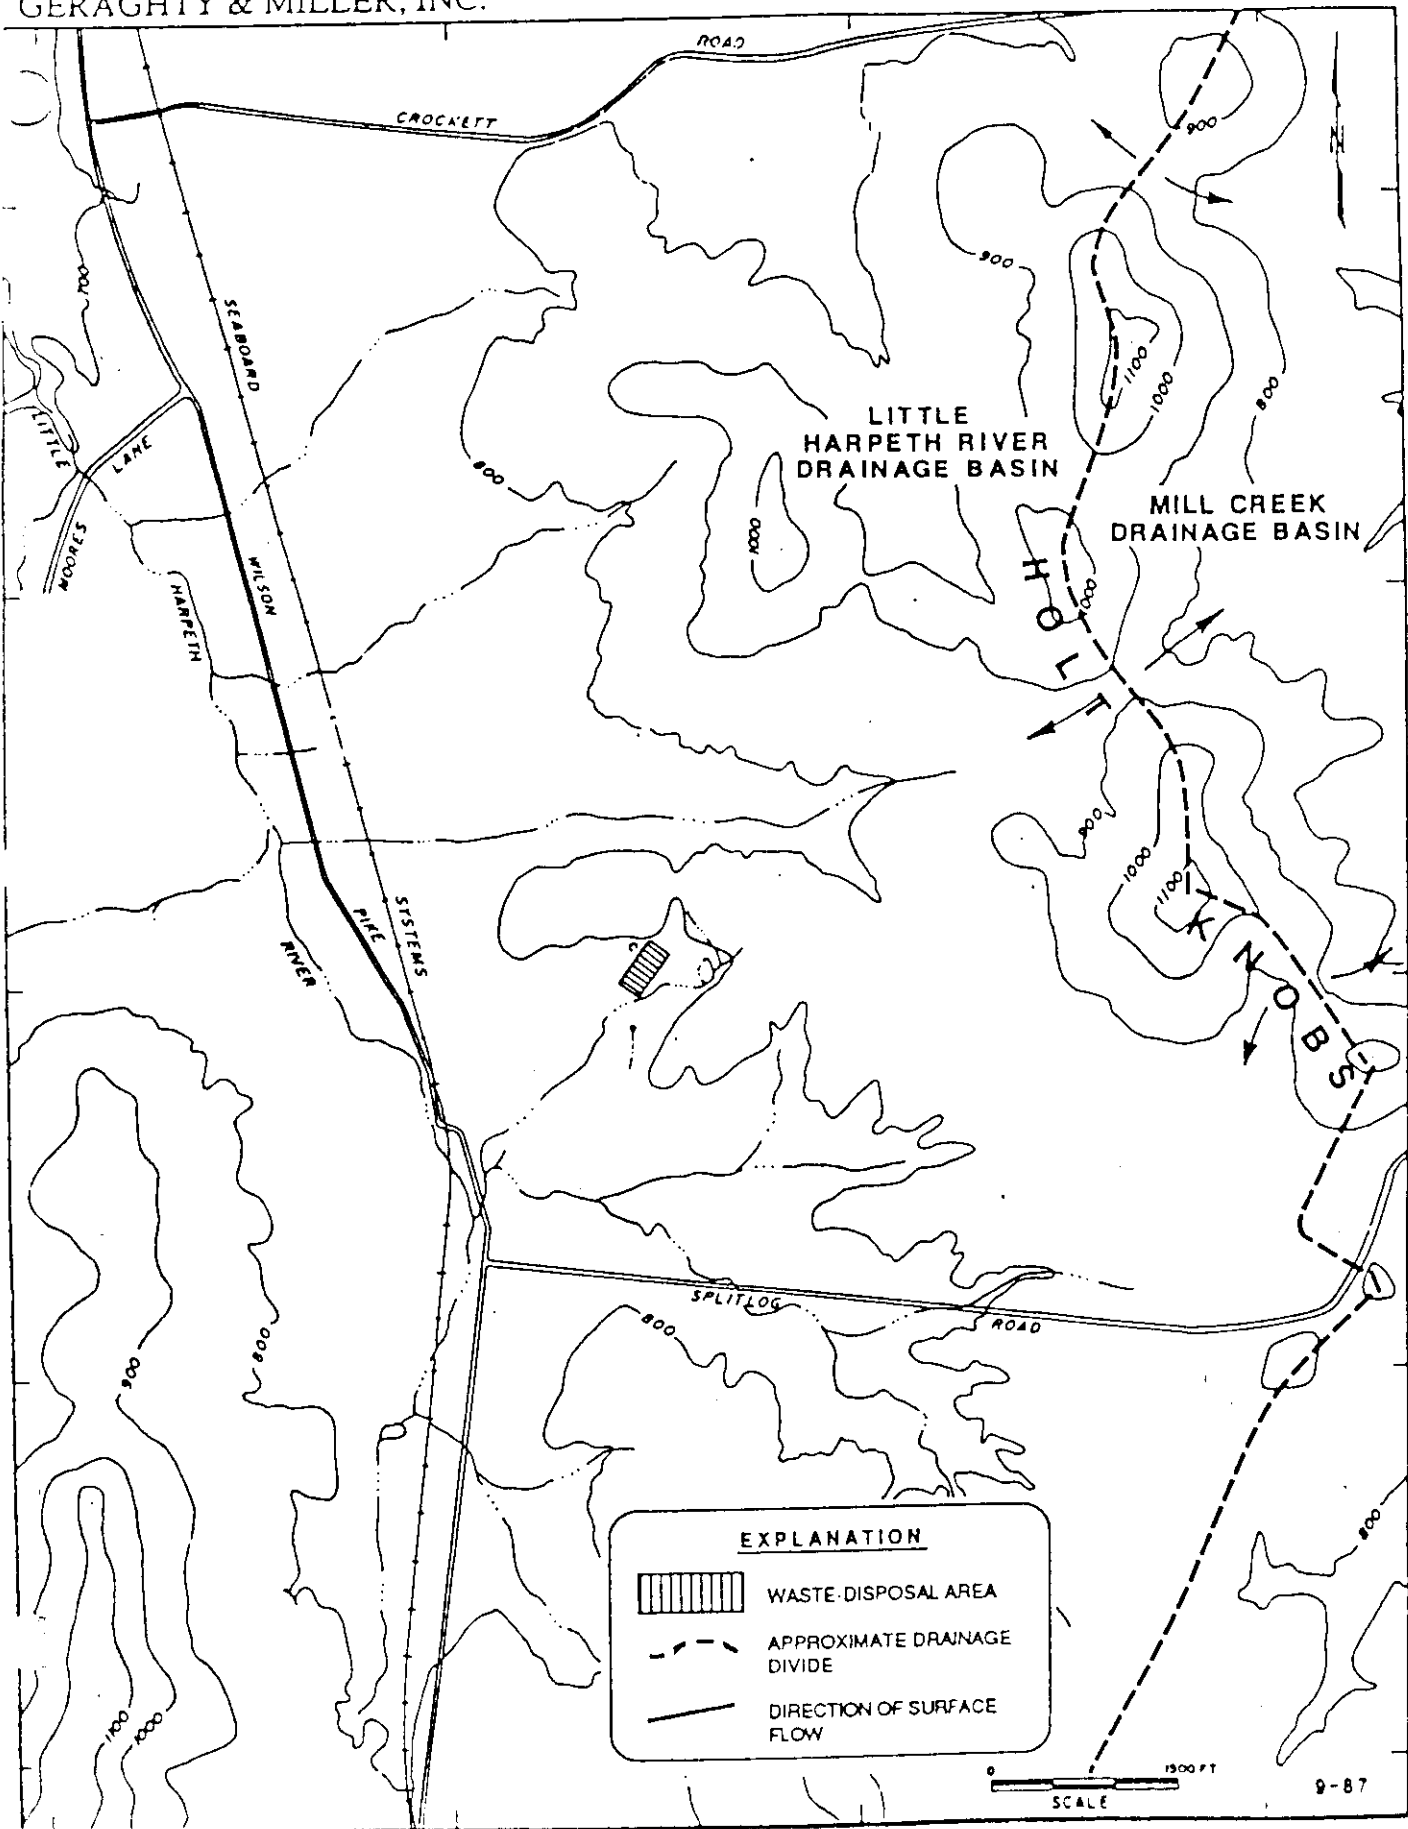 GERAGHTY & MILLER, INC.
ROAD
CROCKETT
900
N
700
SEABOARD
900
1100
1000
800
LITTLE
HARPETH RIVER
DRAINAGE BASIN
LITTLE
LANE
MOORES
800
1000
MILL CREEK
DRAINAGE BASIN
WILSON
HARPETH
HOLT
000
900
1000
1100
KNOBS
PIKE
SYSTEMS
RIVER
SPLITLOG
ROAD
800
800
900
800
1100
1000
EXPLANATION
WASTE-DISPOSAL AREA
APPROXIMATE DRAINAGE
DIVIDE
DIRECTION OF SURFACE
FLOW
0
1500 FT
SCALE
9-87